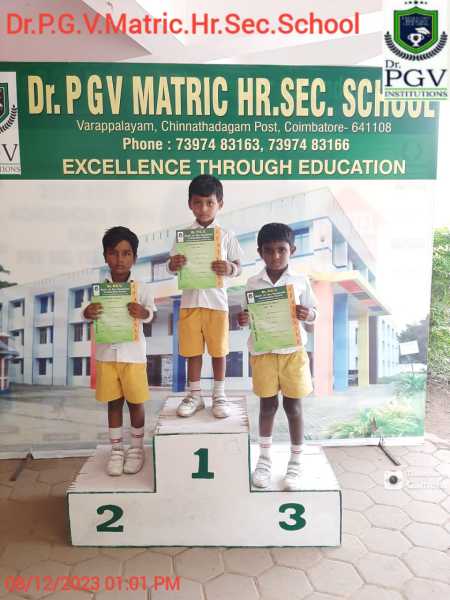 Dr.P.G.V.Matric.Hr.Sec.School
Dr.
PGV
INSTITUTIONS
Dr. P GV MATRIC HR.SEC. SCHOOL
Varappalayam, Chinnathadagam Post, Coimbatore- 641108
Phone : 73974 83163, 73974 83166
EXCELLENCE THROUGH EDUCATION
1
2
3
08/12/2023 01:01 PM